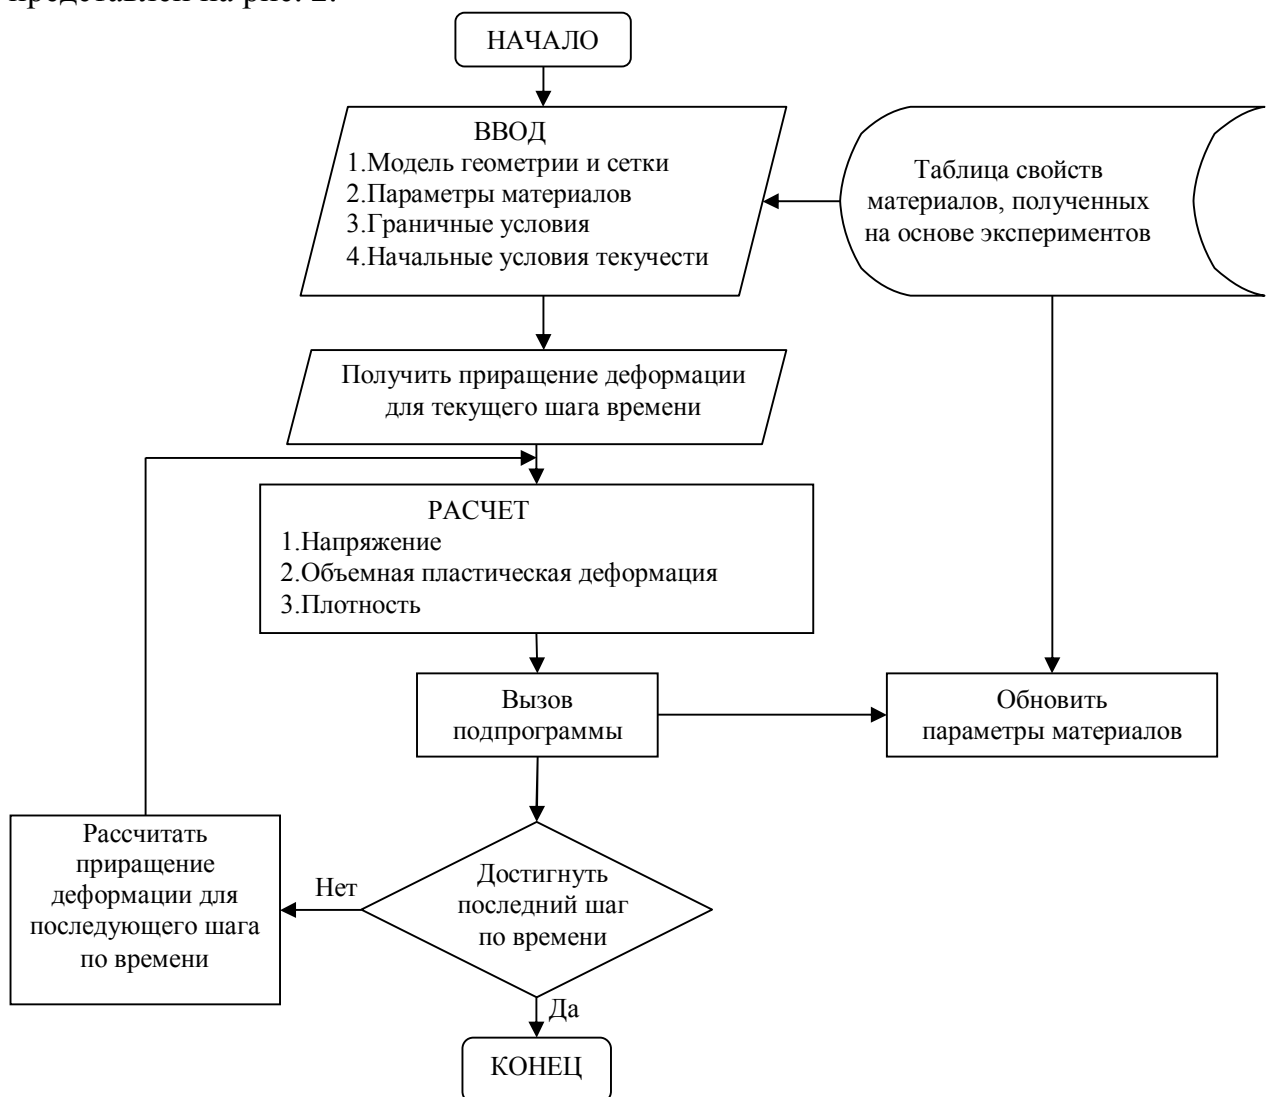 представлен на рис. 2.
НАЧАЛО
ВВОД
1.Модель геометрии и сетки
2.Параметры материалов
3.Граничные условия
4.Начальные условия текучести
Таблица свойств
материалов, полученных
на основе экспериментов
Получить приращение деформации
для текущего шага времени
РАСЧЕТ
1.Напряжение
2.Объемная пластическая деформация
3.Плотность
Вызов
подпрограммы
Обновить
параметры материалов
Рассчитать
приращение
деформации для
последующего шага
по времени
Нет
Достигнуть
последний шаг
по времени
Да
КОНЕЦ